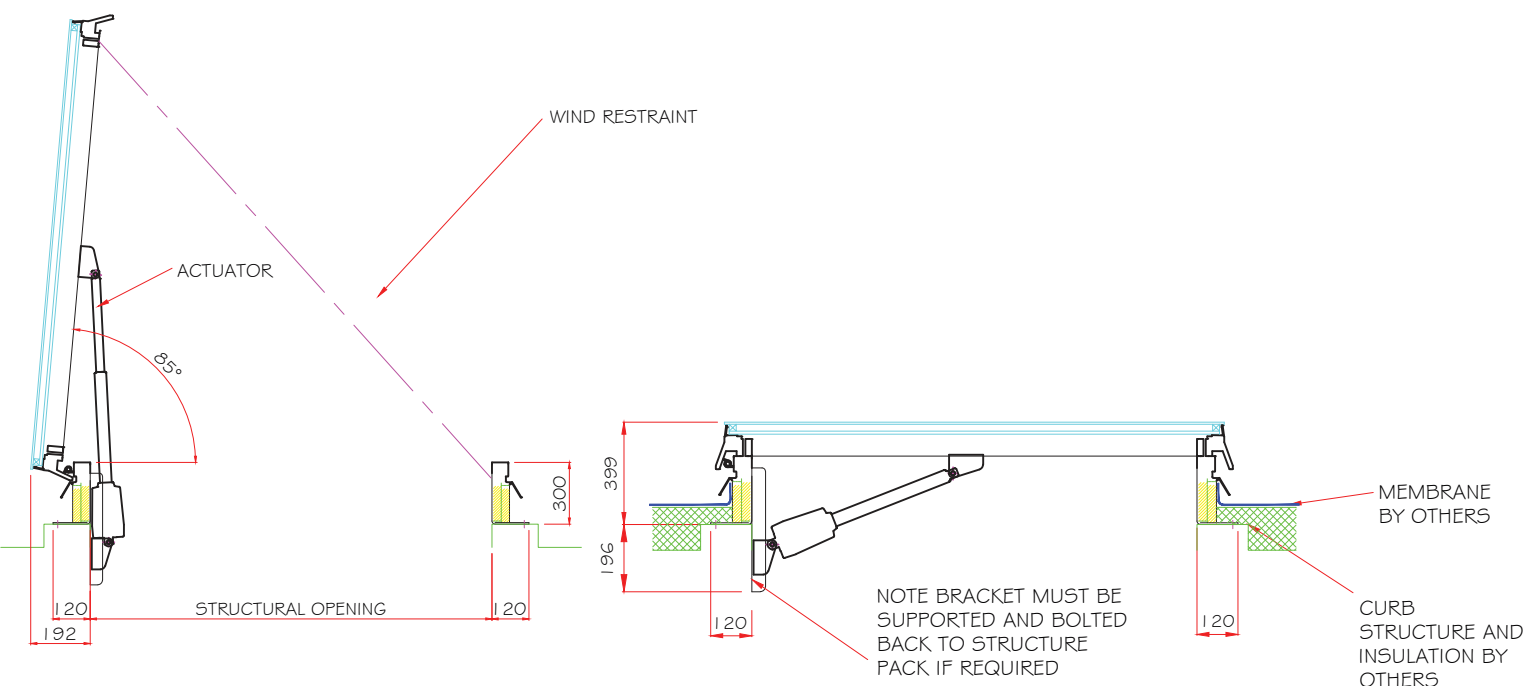 WIND RESTRAINT
ACTUATOR
85°
300
120
STRUCTURAL OPENING
120
192
399
196
120
120
MEMBRANE
BY OTHERS
NOTE BRACKET MUST BE
SUPPORTED AND BOLTED
BACK TO STRUCTURE
PACK IF REQUIRED
CURB
STRUCTURE AND
INSULATION BY
OTHERS